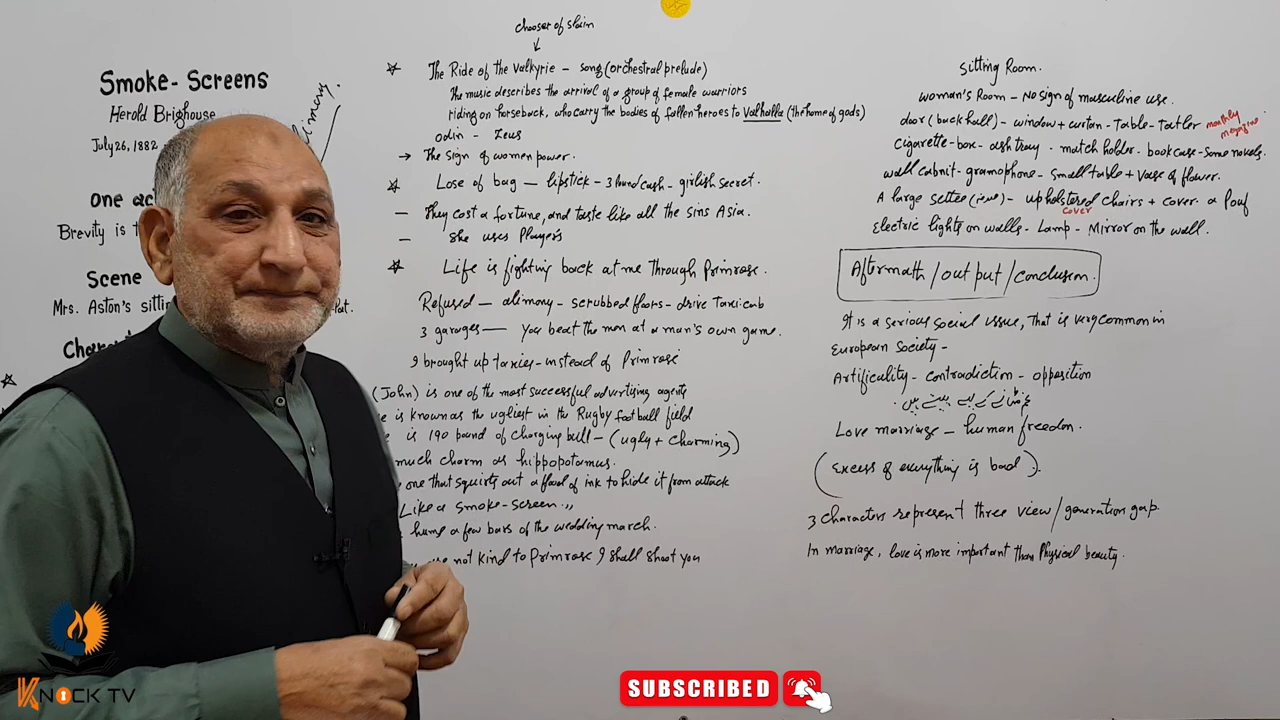 Smoke-Screens
Herold Brighouse
July 26, 1882
One ac
Brevity is t
Scene
Mrs. Aston's sittin
lat.
Chara
imony.
chooser of slain
The Ride of the Valkyrie - song (orchestral prelude)
The music describes the arrival of a group of female warriors
riding on horseback, who carry the bodies of fallen heroes to Valhalla (the home of gods)
odin - Zeus
→ The sign of women power.
Lose of bag — lipstick - 3 Pound cash - girlish secret.
— They cost a fortune, and taste like all the sins Asia.
— She uses Players
Life is fighting back at me through Primrose.
Refused — alimony - scrubbed floors - drive Taxi-cab
3 garages — you beat the men at a man's own game.
I brought up taxies - instead of Primrose
(John) is one of the most successful advertising agents
e is known as the ugliest in the Rugby football field
is 190 pound of charging bull - (ugly + charming)
much charm as hippopotamus.
one that squirts out a flood of ink to hide it from attack
Like a smoke-screen.,,
hums a few bars of the wedding march.
are not kind to Primrose I shall shoot you
Sitting Room.
woman's Room - No sign of masculine use.
door (back hall) - window + curtan - Table - Tatler monthly megazine
cigarette-box - ash tray - match holder - book case - some novels.
wall cabnit - gramophone - small table + vase of flower.
A large settee - upholstered chairs + cover - a Pouf
cover
Electric lights on walls - Lamp - Mirror on the wall.
Aftermath / out put / conclusion.
It is a serious social issue, That is very common in
European Society -
Artificality - contradiction - opposition
Love marriage - human freedom.
(Excess of everything is bad).
3 characters represent three view / generation gap.
In marriage, love is more important than Physical beauty.
KNOCK TV
SUBSCRIBED